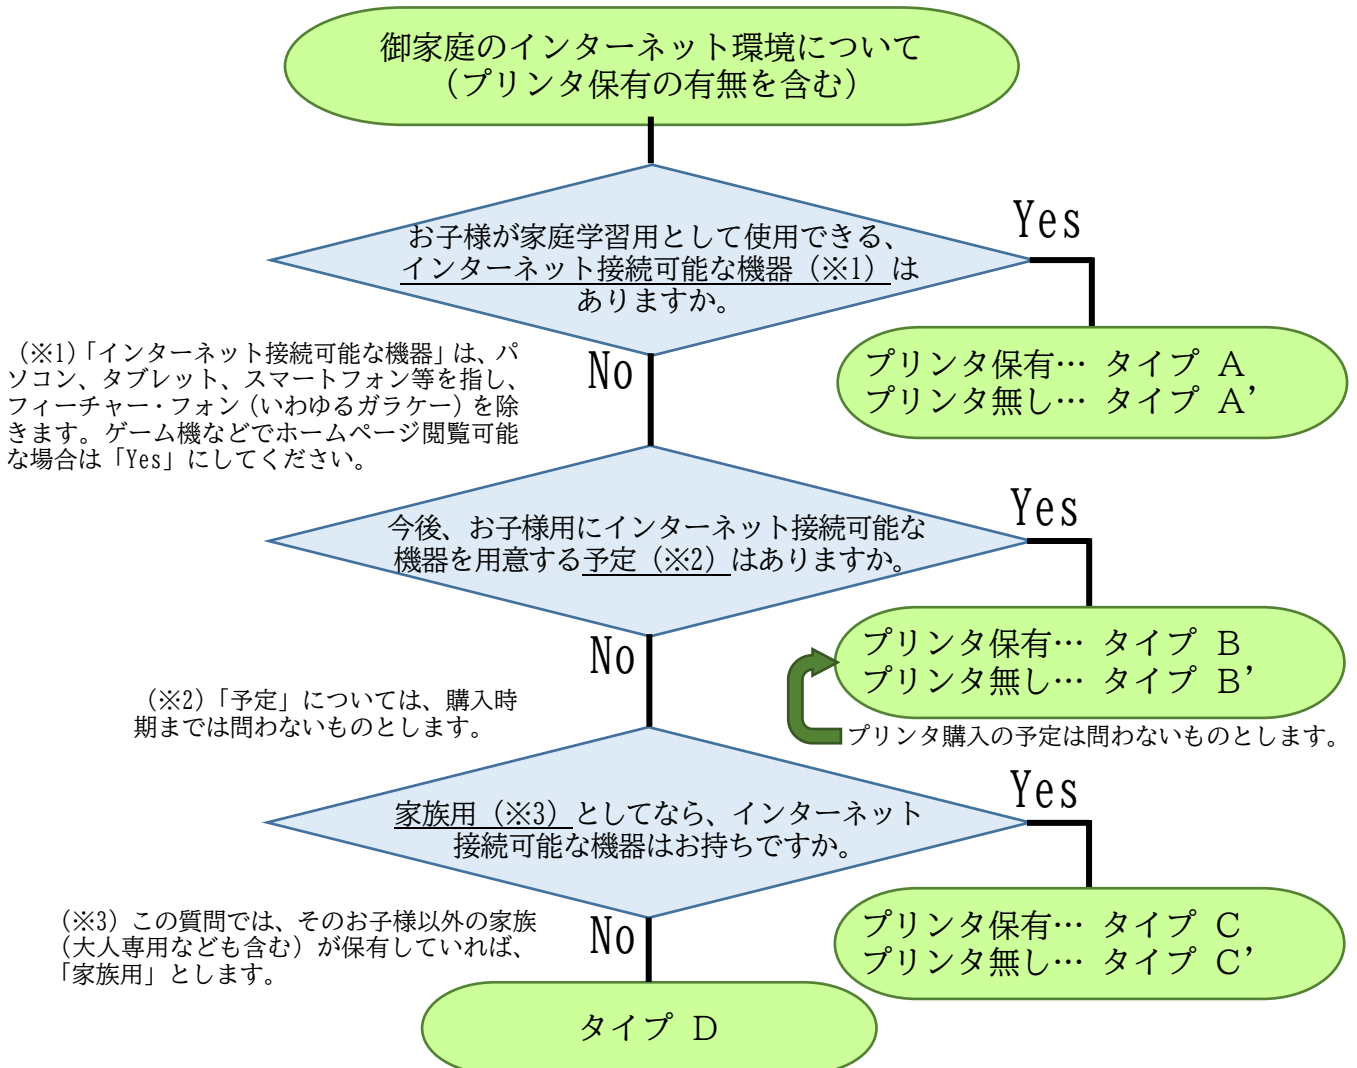 御家庭のインターネット環境について
（プリンタ保有の有無を含む）
お子様が家庭学習用として使用できる、
インターネット接続可能な機器（※1）は
ありますか。
Yes
プリンタ保有… タイプ A
プリンタ無し… タイプ A’
No
（※1）「インターネット接続可能な機器」は、パ
ソコン、タブレット、スマートフォン等を指し、
フィーチャー・フォン（いわゆるガラケー）を除
きます。ゲーム機などでホームページ閲覧可能
な場合は「Yes」にしてください。
今後、お子様用にインターネット接続可能な
機器を用意する予定（※2）はありますか。
Yes
プリンタ保有… タイプ B
プリンタ無し… タイプ B’
プリンタ購入の予定は問わないものとします。
No
（※2）「予定」については、購入時
期までは問わないものとします。
家族用（※3）としてなら、インターネット
接続可能な機器はお持ちですか。
Yes
プリンタ保有… タイプ C
プリンタ無し… タイプ C’
No
（※3）この質問では、そのお子様以外の家族
（大人専用なども含む）が保有していれば、
「家族用」とします。
タイプ D